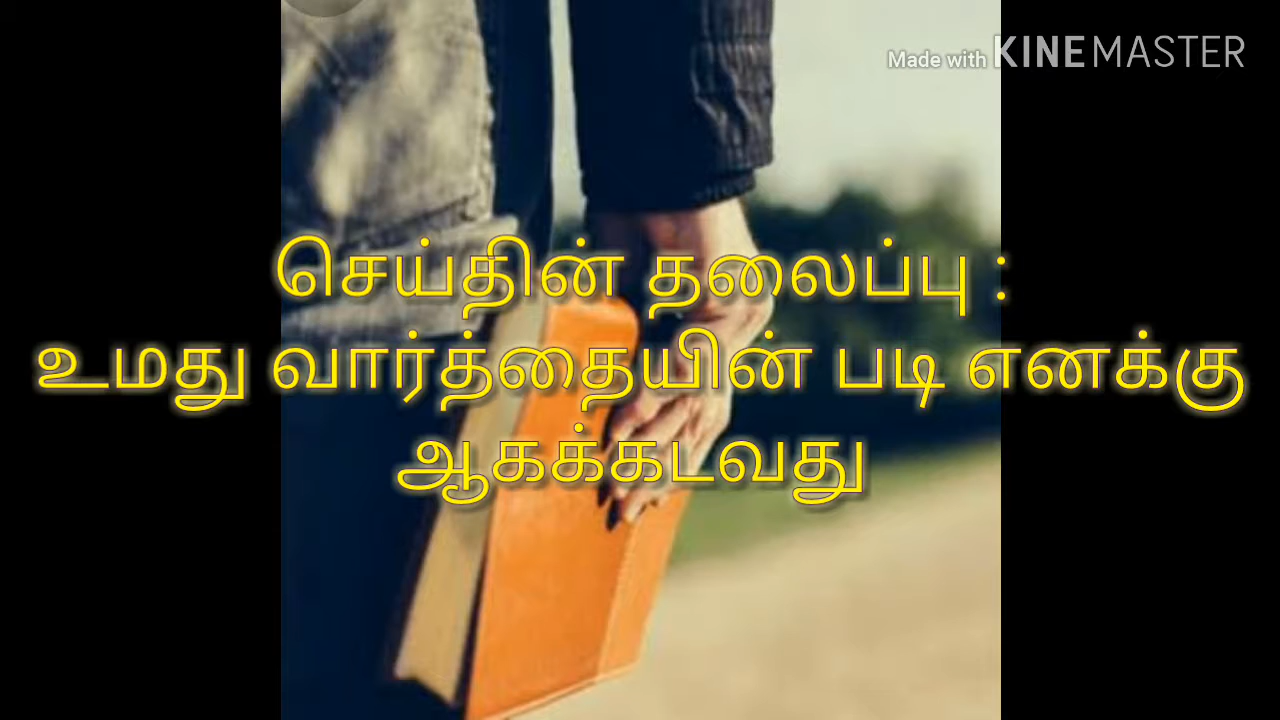 Made with KINEMASTER
செய்தின் தலைப்பு :
உமது வார்த்தையின் படி எனக்கு
ஆகக்கடவது